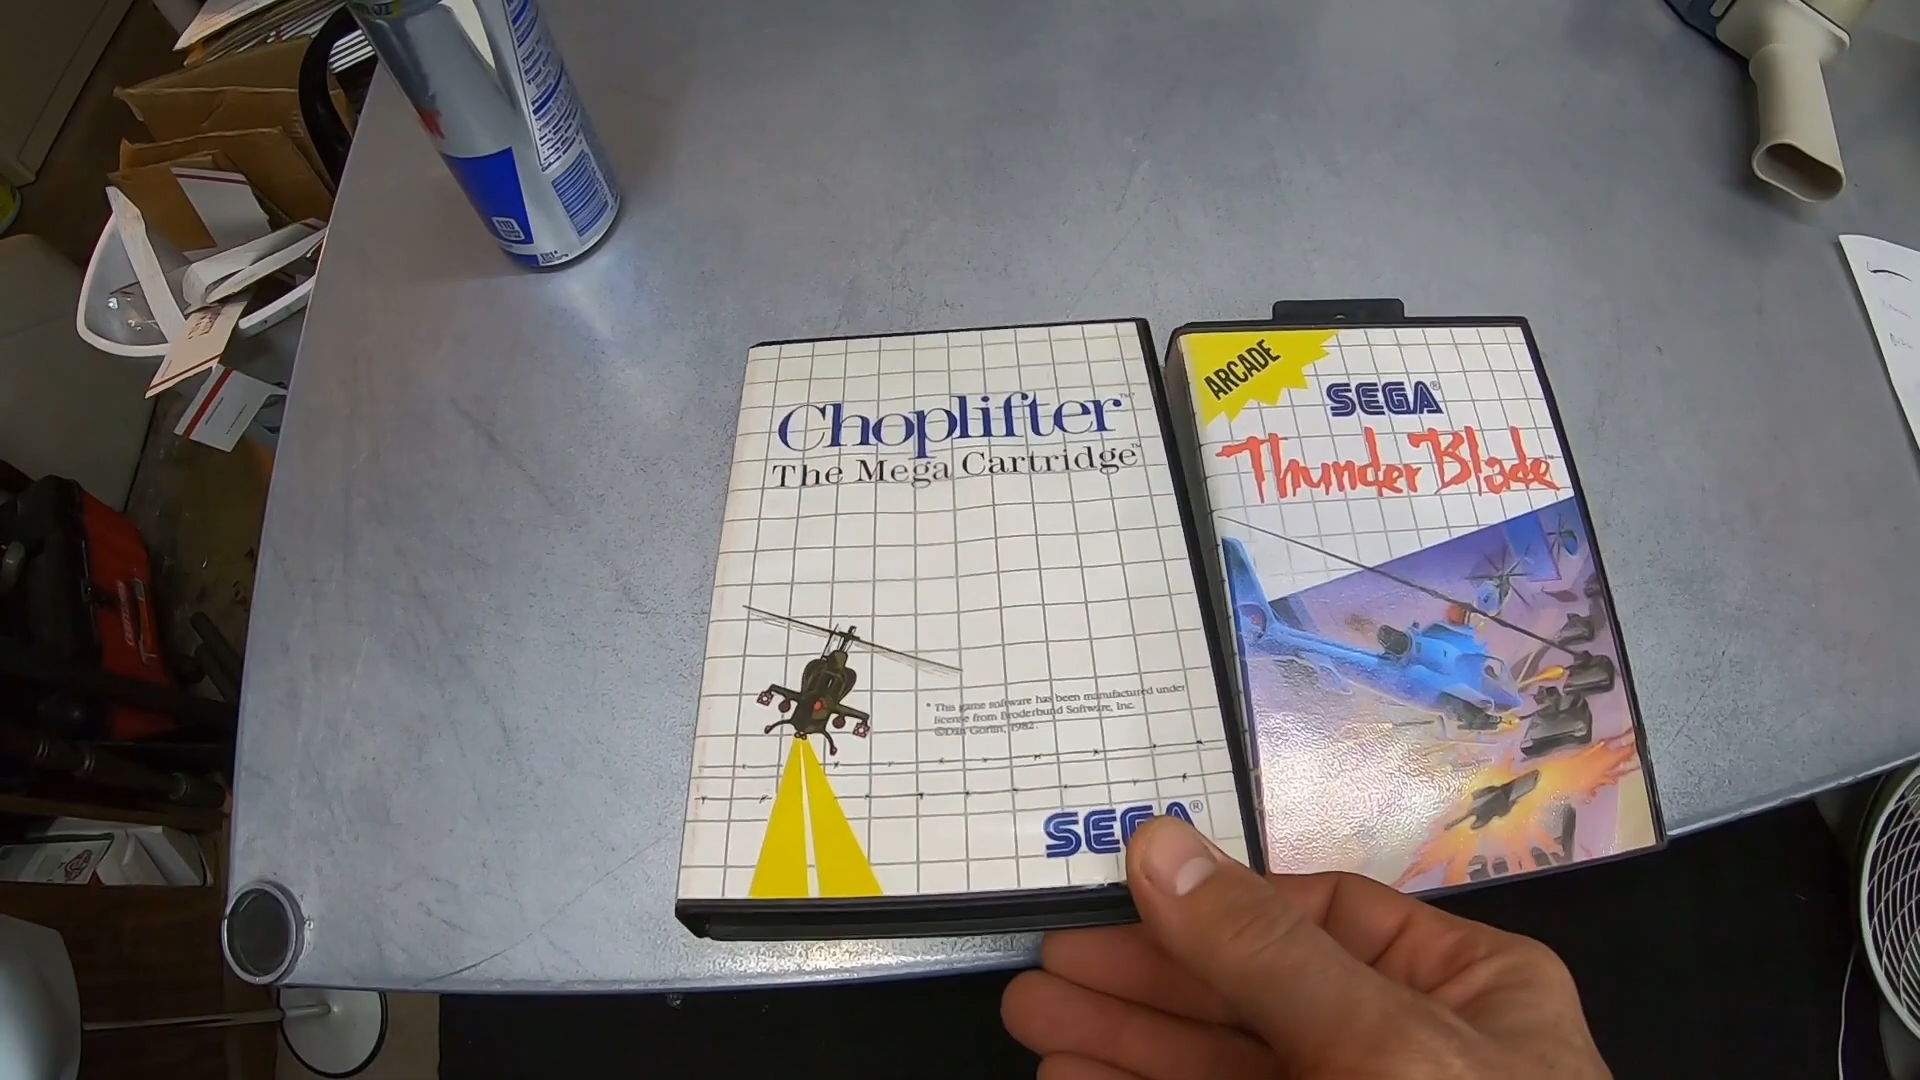 Choplifter™
The Mega Cartridge™
* This game software has been manufactured under
license from Broderbund Software, Inc.
©Dan Gorlin, 1982.
SEGA®
ARCADE
SEGA®
Thunder Blade™